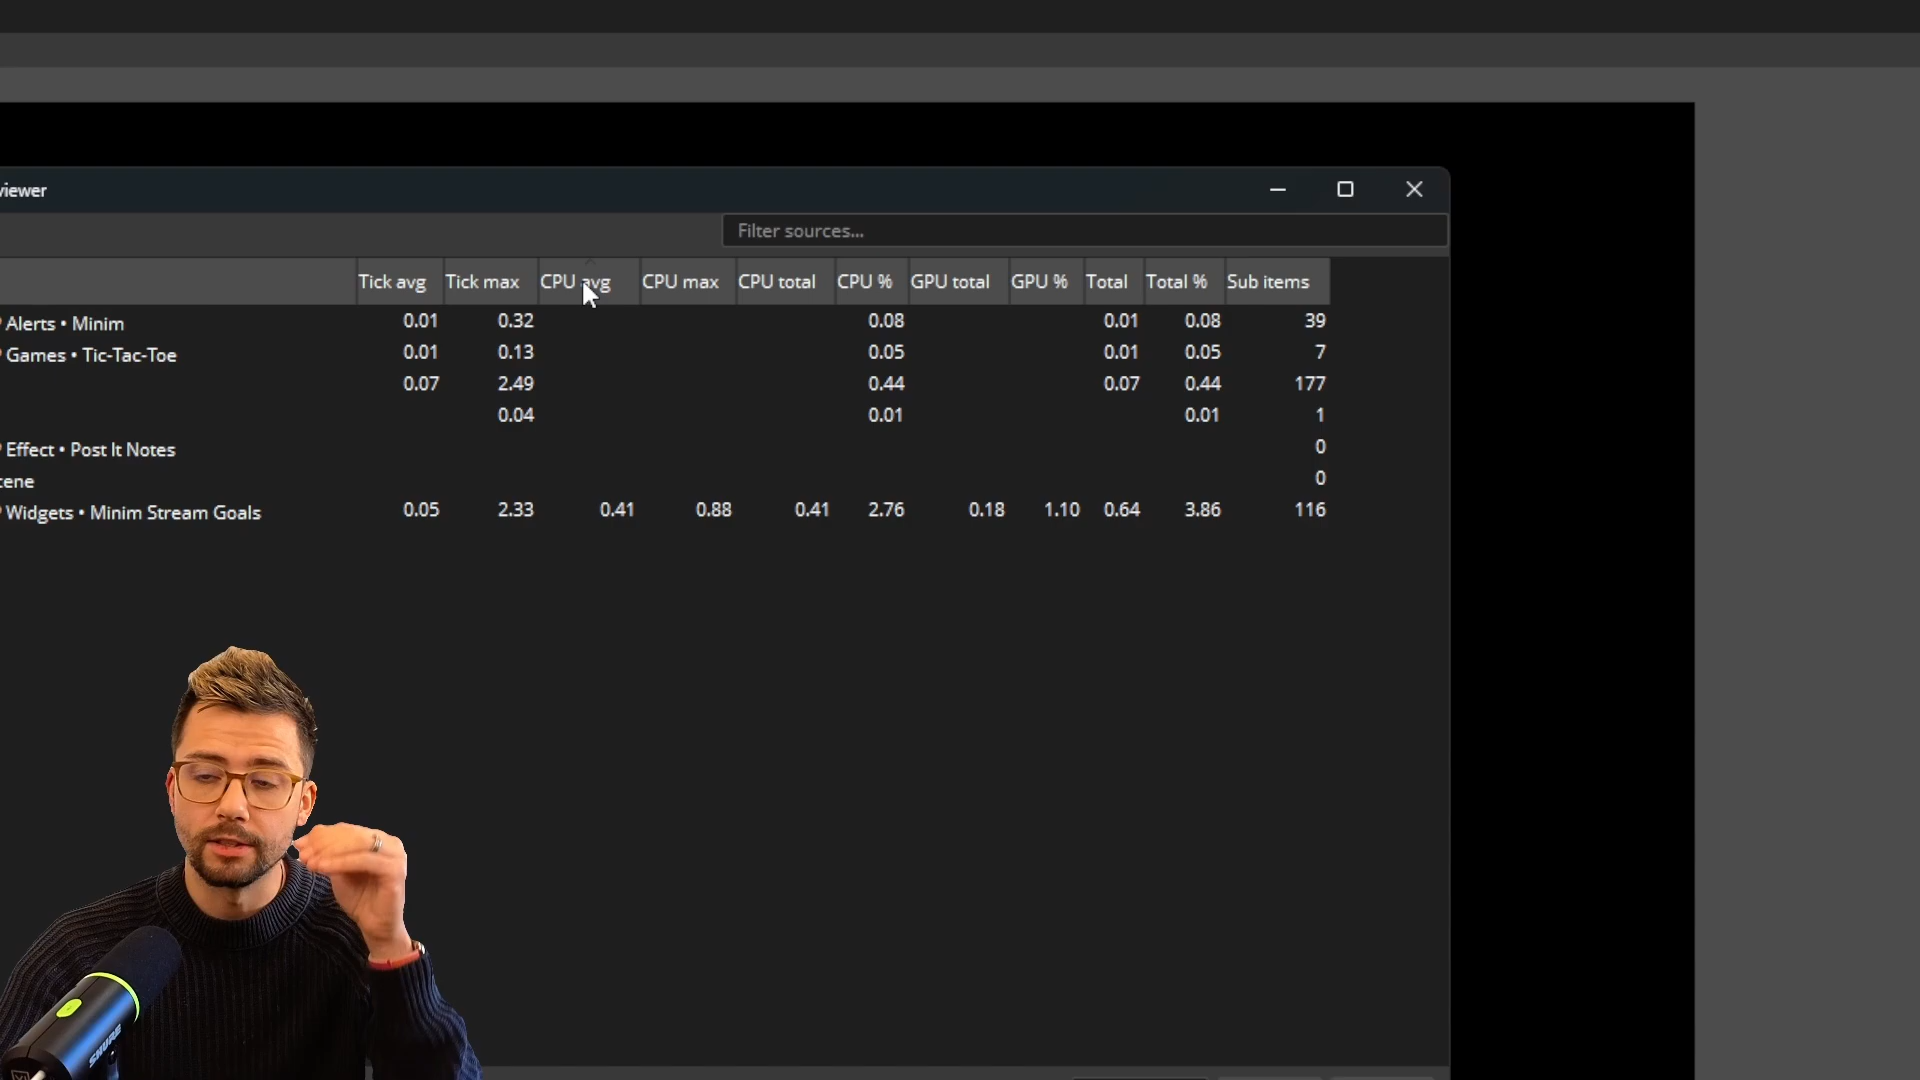 viewer
Filter sources...
Tick avg Tick max CPU avg CPU max CPU total CPU % GPU total GPU % Total Total % Sub items
Alerts • Minim 0.01 0.32 0.08 0.01 0.08 39
Games • Tic-Tac-Toe 0.01 0.13 0.05 0.01 0.05 7
0.07 2.49 0.44 0.07 0.44 177
0.04 0.01 0.01 1
Effect • Post It Notes 0
cene 0
Widgets • Minim Stream Goals 0.05 2.33 0.41 0.88 0.41 2.76 0.18 1.10 0.64 3.86 116
SHURE